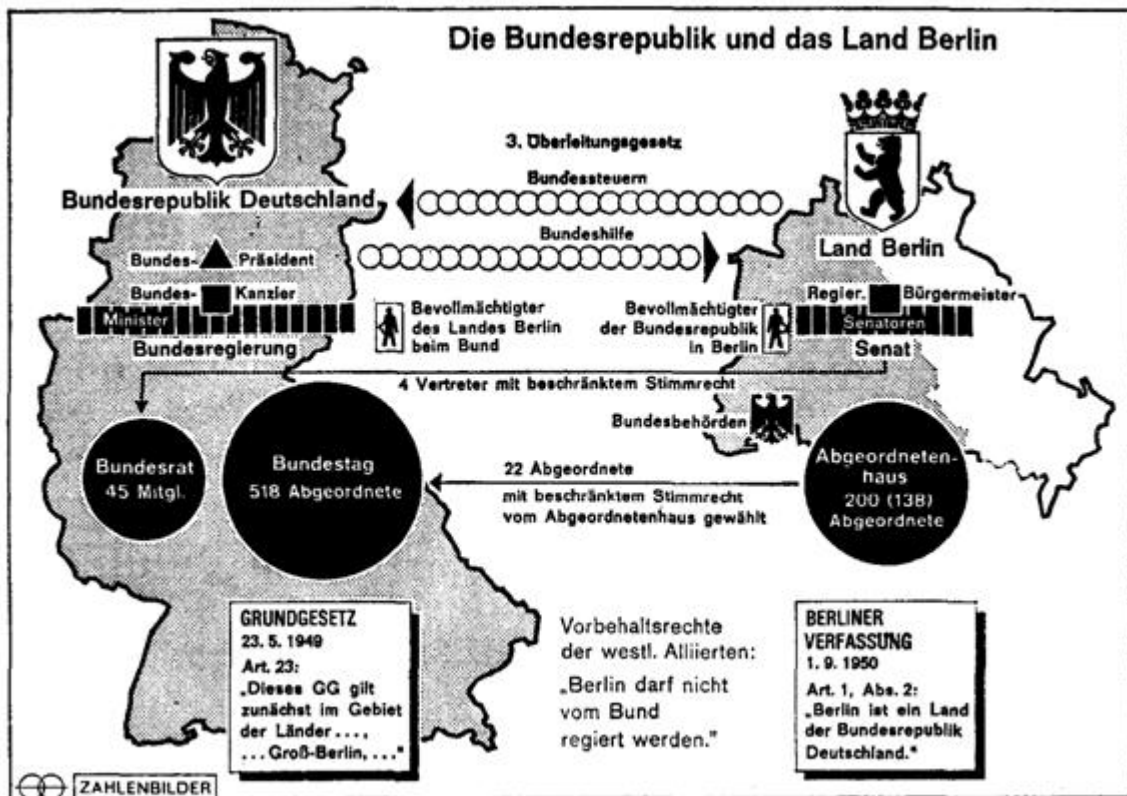 Die Bundesrepublik und das Land Berlin
3. Überleitungsgesetz
Bundessteuern
Bundesrepublik Deutschland
Bundeshilfe
Land Berlin
Bundes- Präsident
Bundes- Kanzler
Minister
Bundesregierung
Bevollmächtigter
des Landes Berlin
beim Bund
Bevollmächtigter
der Bundesrepublik
in Berlin
Regier. Bürgermeister
Senatoren
Senat
4 Vertreter mit beschränktem Stimmrecht
Bundesbehörden
Bundesrat
45 Mitgl.
Bundestag
518 Abgeordnete
22 Abgeordnete
mit beschränktem Stimmrecht
vom Abgeordnetenhaus gewählt
Abgeordneten-
haus
200 (138)
Abgeordnete
GRUNDGESETZ
23. 5. 1949
Art. 23:
„Dieses GG gilt
zunächst im Gebiet
der Länder ...,
... Groß-Berlin, ..."
Vorbehaltsrechte
der westl. Alliierten:
„Berlin darf nicht
vom Bund
regiert werden."
BERLINER
VERFASSUNG
1. 9. 1950
Art. 1, Abs. 2:
„Berlin ist ein Land
der Bundesrepublik
Deutschland."
ZAHLENBILDER